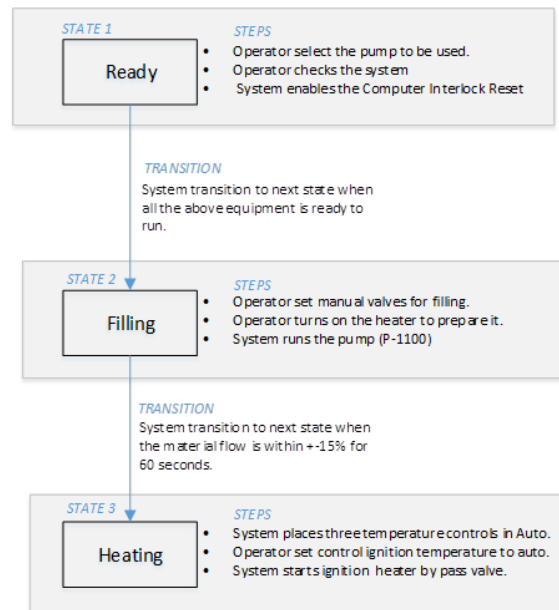 STATE 1
STEPS
Ready
• Operator select the pump to be used.
• Operator checks the system
• System enables the Computer Interlock Reset
TRANSITION
System transition to next state when
all the above equipment is ready to
run.
STATE 2
STEPS
Filling
• Operator set manual valves for filling.
• Operator turns on the heater to prepare it.
• System runs the pump (P-1100)
TRANSITION
System transition to next state when
the material flow is within +-15% for
60 seconds.
STATE 3
STEPS
Heating
• System places three temperature controls in Auto.
• Operator set control ignition temperature to auto.
• System starts ignition heater by pass valve.